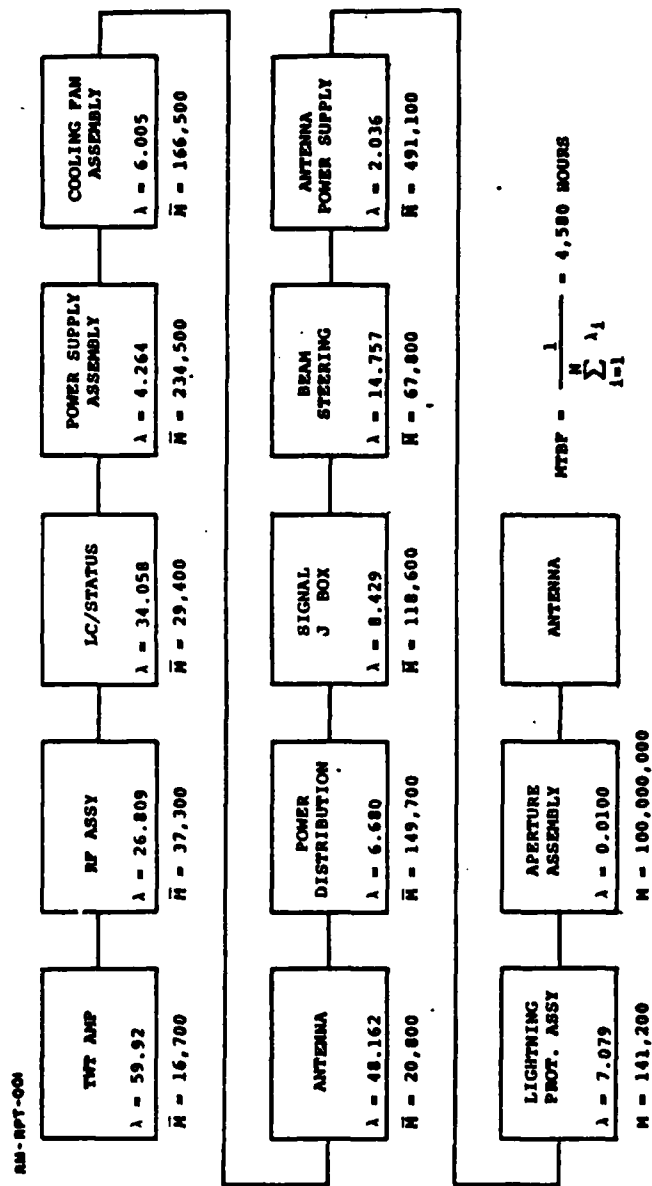 AM-RPT-001
TWT AMP
λ = 59.92
M̅ = 16,700
RF ASSY
λ = 26.809
M̅ = 37,300
LC/STATUS
λ = 34.058
M̅ = 29,400
POWER SUPPLY
ASSEMBLY
λ = 4.264
M̅ = 234,500
COOLING FAN
ASSEMBLY
λ = 6.005
M̅ = 166,500
ANTENNA
λ = 48.162
M̅ = 20,800
POWER
DISTRIBUTION
λ = 6.680
M̅ = 149,700
SIGNAL
J BOX
λ = 8.429
M̅ = 118,600
BEAM
STEERING
λ = 14.757
M̅ = 67,800
ANTENNA
POWER SUPPLY
λ = 2.036
M̅ = 491,100
LIGHTNING
PROT. ASSY
λ = 7.079
M = 141,200
APERTURE
ASSEMBLY
λ = 0.0100
M = 100,000,000
ANTENNA
MTBF = 1 / N Σ i=1 λi = 4,580 HOURS